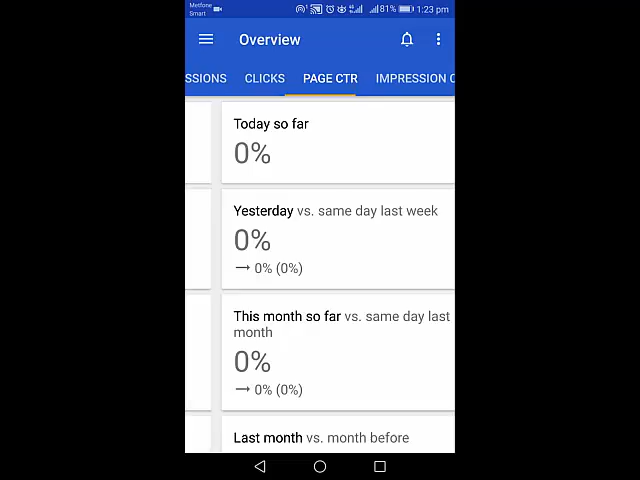 Metfone
Smart
81% 1:23 pm
Overview
SSIONS CLICKS PAGE CTR IMPRESSION C
Today so far
0%
Yesterday vs. same day last week
0%
→ 0% (0%)
This month so far vs. same day last
month
0%
→ 0% (0%)
Last month vs. month before